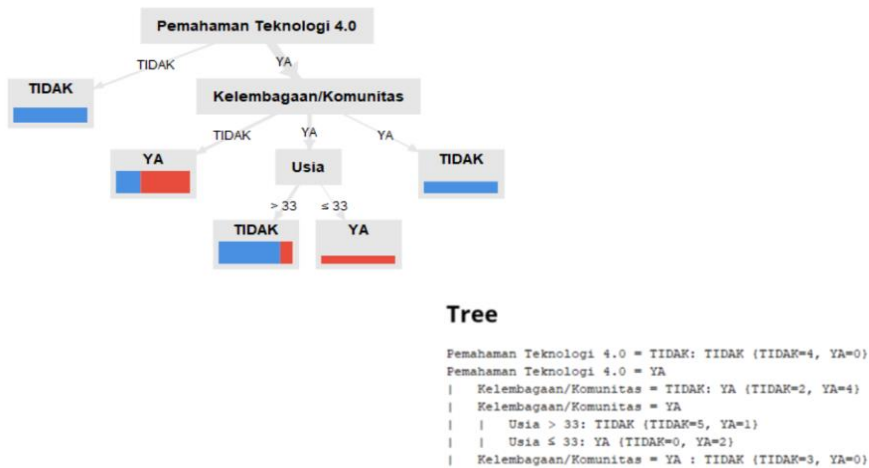 Pemahaman Teknologi 4.0
TIDAK
YA
TIDAK
Kelembagaan/Komunitas
TIDAK
YA
YA
YA
Usia
TIDAK
> 33
≤ 33
TIDAK
YA
Tree
Pemahaman Teknologi 4.0 = TIDAK: TIDAK {TIDAK=4, YA=0}
Pemahaman Teknologi 4.0 = YA
|   Kelembagaan/Komunitas = TIDAK: YA {TIDAK=2, YA=4}
|   Kelembagaan/Komunitas = YA
|   |   Usia > 33: TIDAK {TIDAK=5, YA=1}
|   |   Usia ≤ 33: YA {TIDAK=0, YA=2}
|   Kelembagaan/Komunitas = YA : TIDAK {TIDAK=3, YA=0}